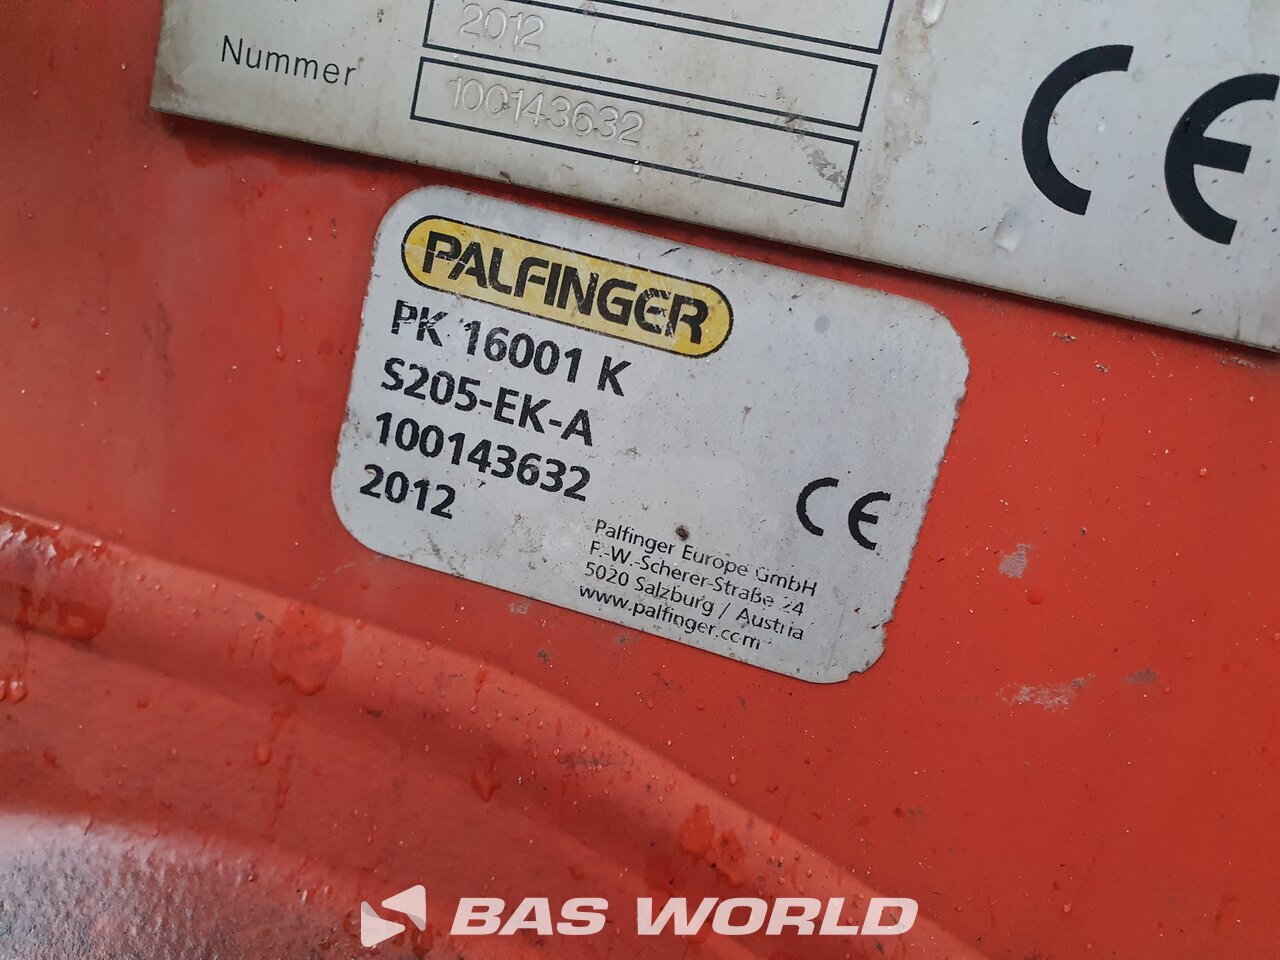 2012
Nummer
100143632
CE
PALFINGER
PK 16001 K
S205-EK-A
100143632
2012
CE
Palfinger Europe GmbH
F.-W.-Scherer-Straße 24
5020 Salzburg / Austria
www.palfinger.com
BAS WORLD